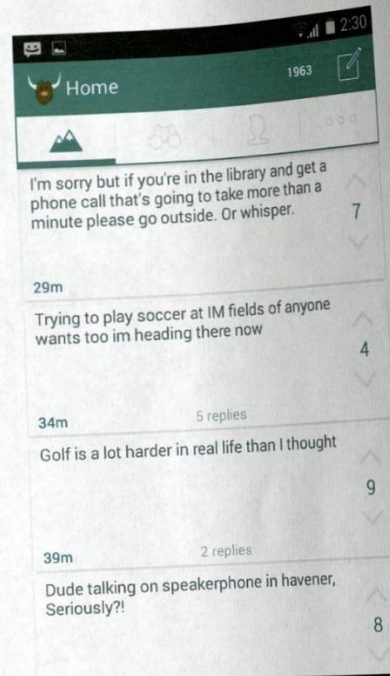 2:30
Home
1963
I'm sorry but if you're in the library and get a
phone call that's going to take more than a
minute please go outside. Or whisper.
7
29m
Trying to play soccer at IM fields of anyone
wants too im heading there now
4
34m
5 replies
Golf is a lot harder in real life than I thought
9
39m
2 replies
Dude talking on speakerphone in havener,
Seriously?!
8